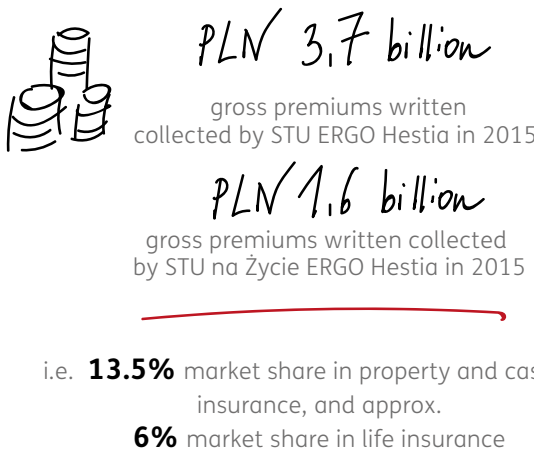 PLN 3,7 billion
gross premiums written
collected by STU ERGO Hestia in 2015
PLN 1,6 billion
gross premiums written collected
by STU na Życie ERGO Hestia in 2015
i.e. 13.5% market share in property and
insurance, and approx.
6% market share in life insurance